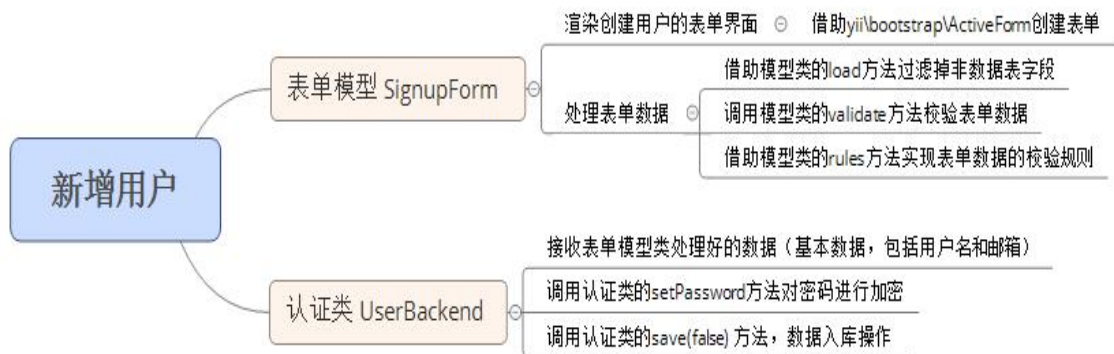 新增用户
表单模型 SignupForm
渲染创建用户的表单界面
借助yii\bootstrap\ActiveForm创建表单
处理表单数据
借助模型类的load方法过滤掉非数据表字段
调用模型类的validate方法校验表单数据
借助模型类的rules方法实现表单数据的校验规则
认证类 UserBackend
接收表单模型类处理好的数据（基本数据，包括用户名和邮箱）
调用认证类的setPassword方法对密码进行加密
调用认证类的save(false) 方法，数据入库操作